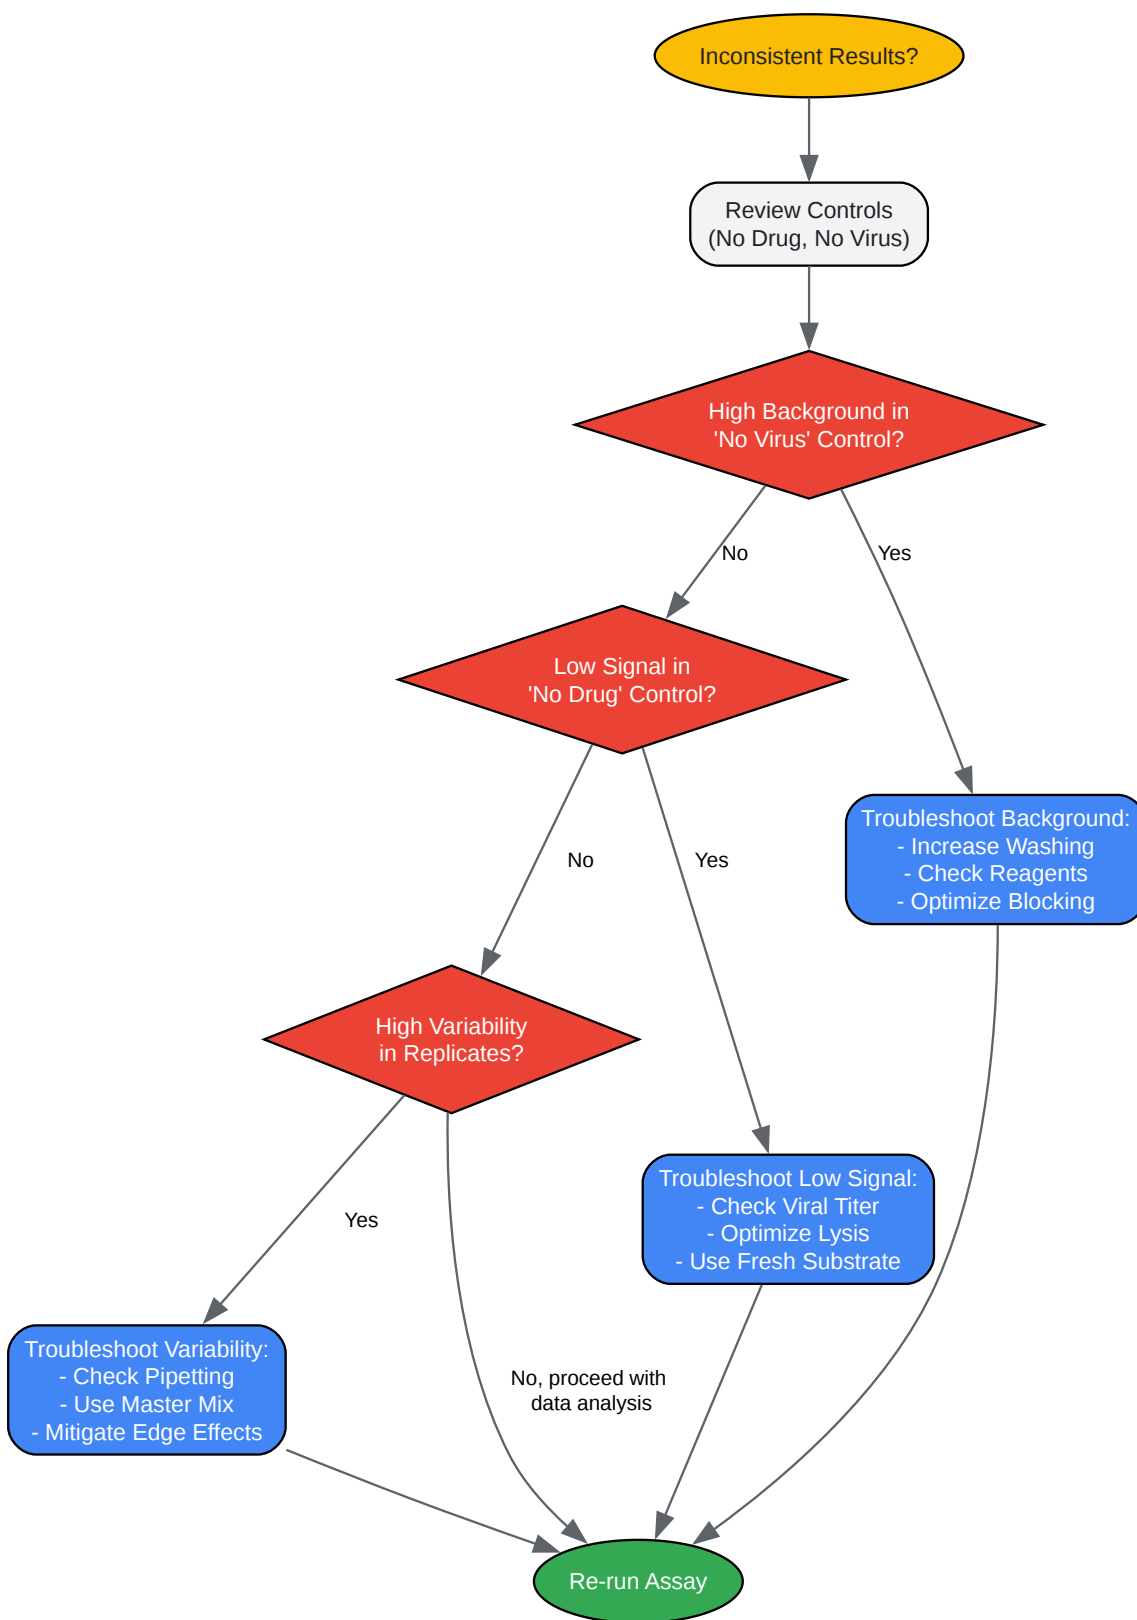 Inconsistent Results?
Review Controls
(No Drug, No Virus)
High Background in
'No Virus' Control?
No
Yes
Low Signal in
'No Drug' Control?
Troubleshoot Background:
- Increase Washing
- Check Reagents
- Optimize Blocking
No
Yes
High Variability
in Replicates?
Troubleshoot Low Signal:
- Check Viral Titer
- Optimize Lysis
- Use Fresh Substrate
Yes
Troubleshoot Variability:
- Check Pipetting
- Use Master Mix
- Mitigate Edge Effects
No, proceed with
data analysis
Re-run Assay